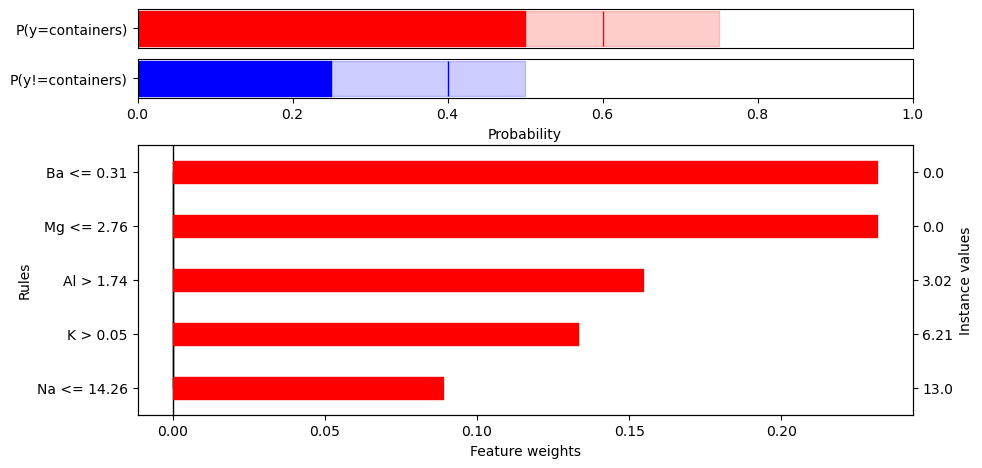 P(y=containers)
P(y!=containers)
0.0 0.2 0.4 0.6 0.8 1.0
Probability
Ba <= 0.31 0.0
Mg <= 2.76 0.0
Al > 1.74 3.02
K > 0.05 6.21
Na <= 14.26 13.0
Rules
Instance values
0.00 0.05 0.10 0.15 0.20
Feature weights